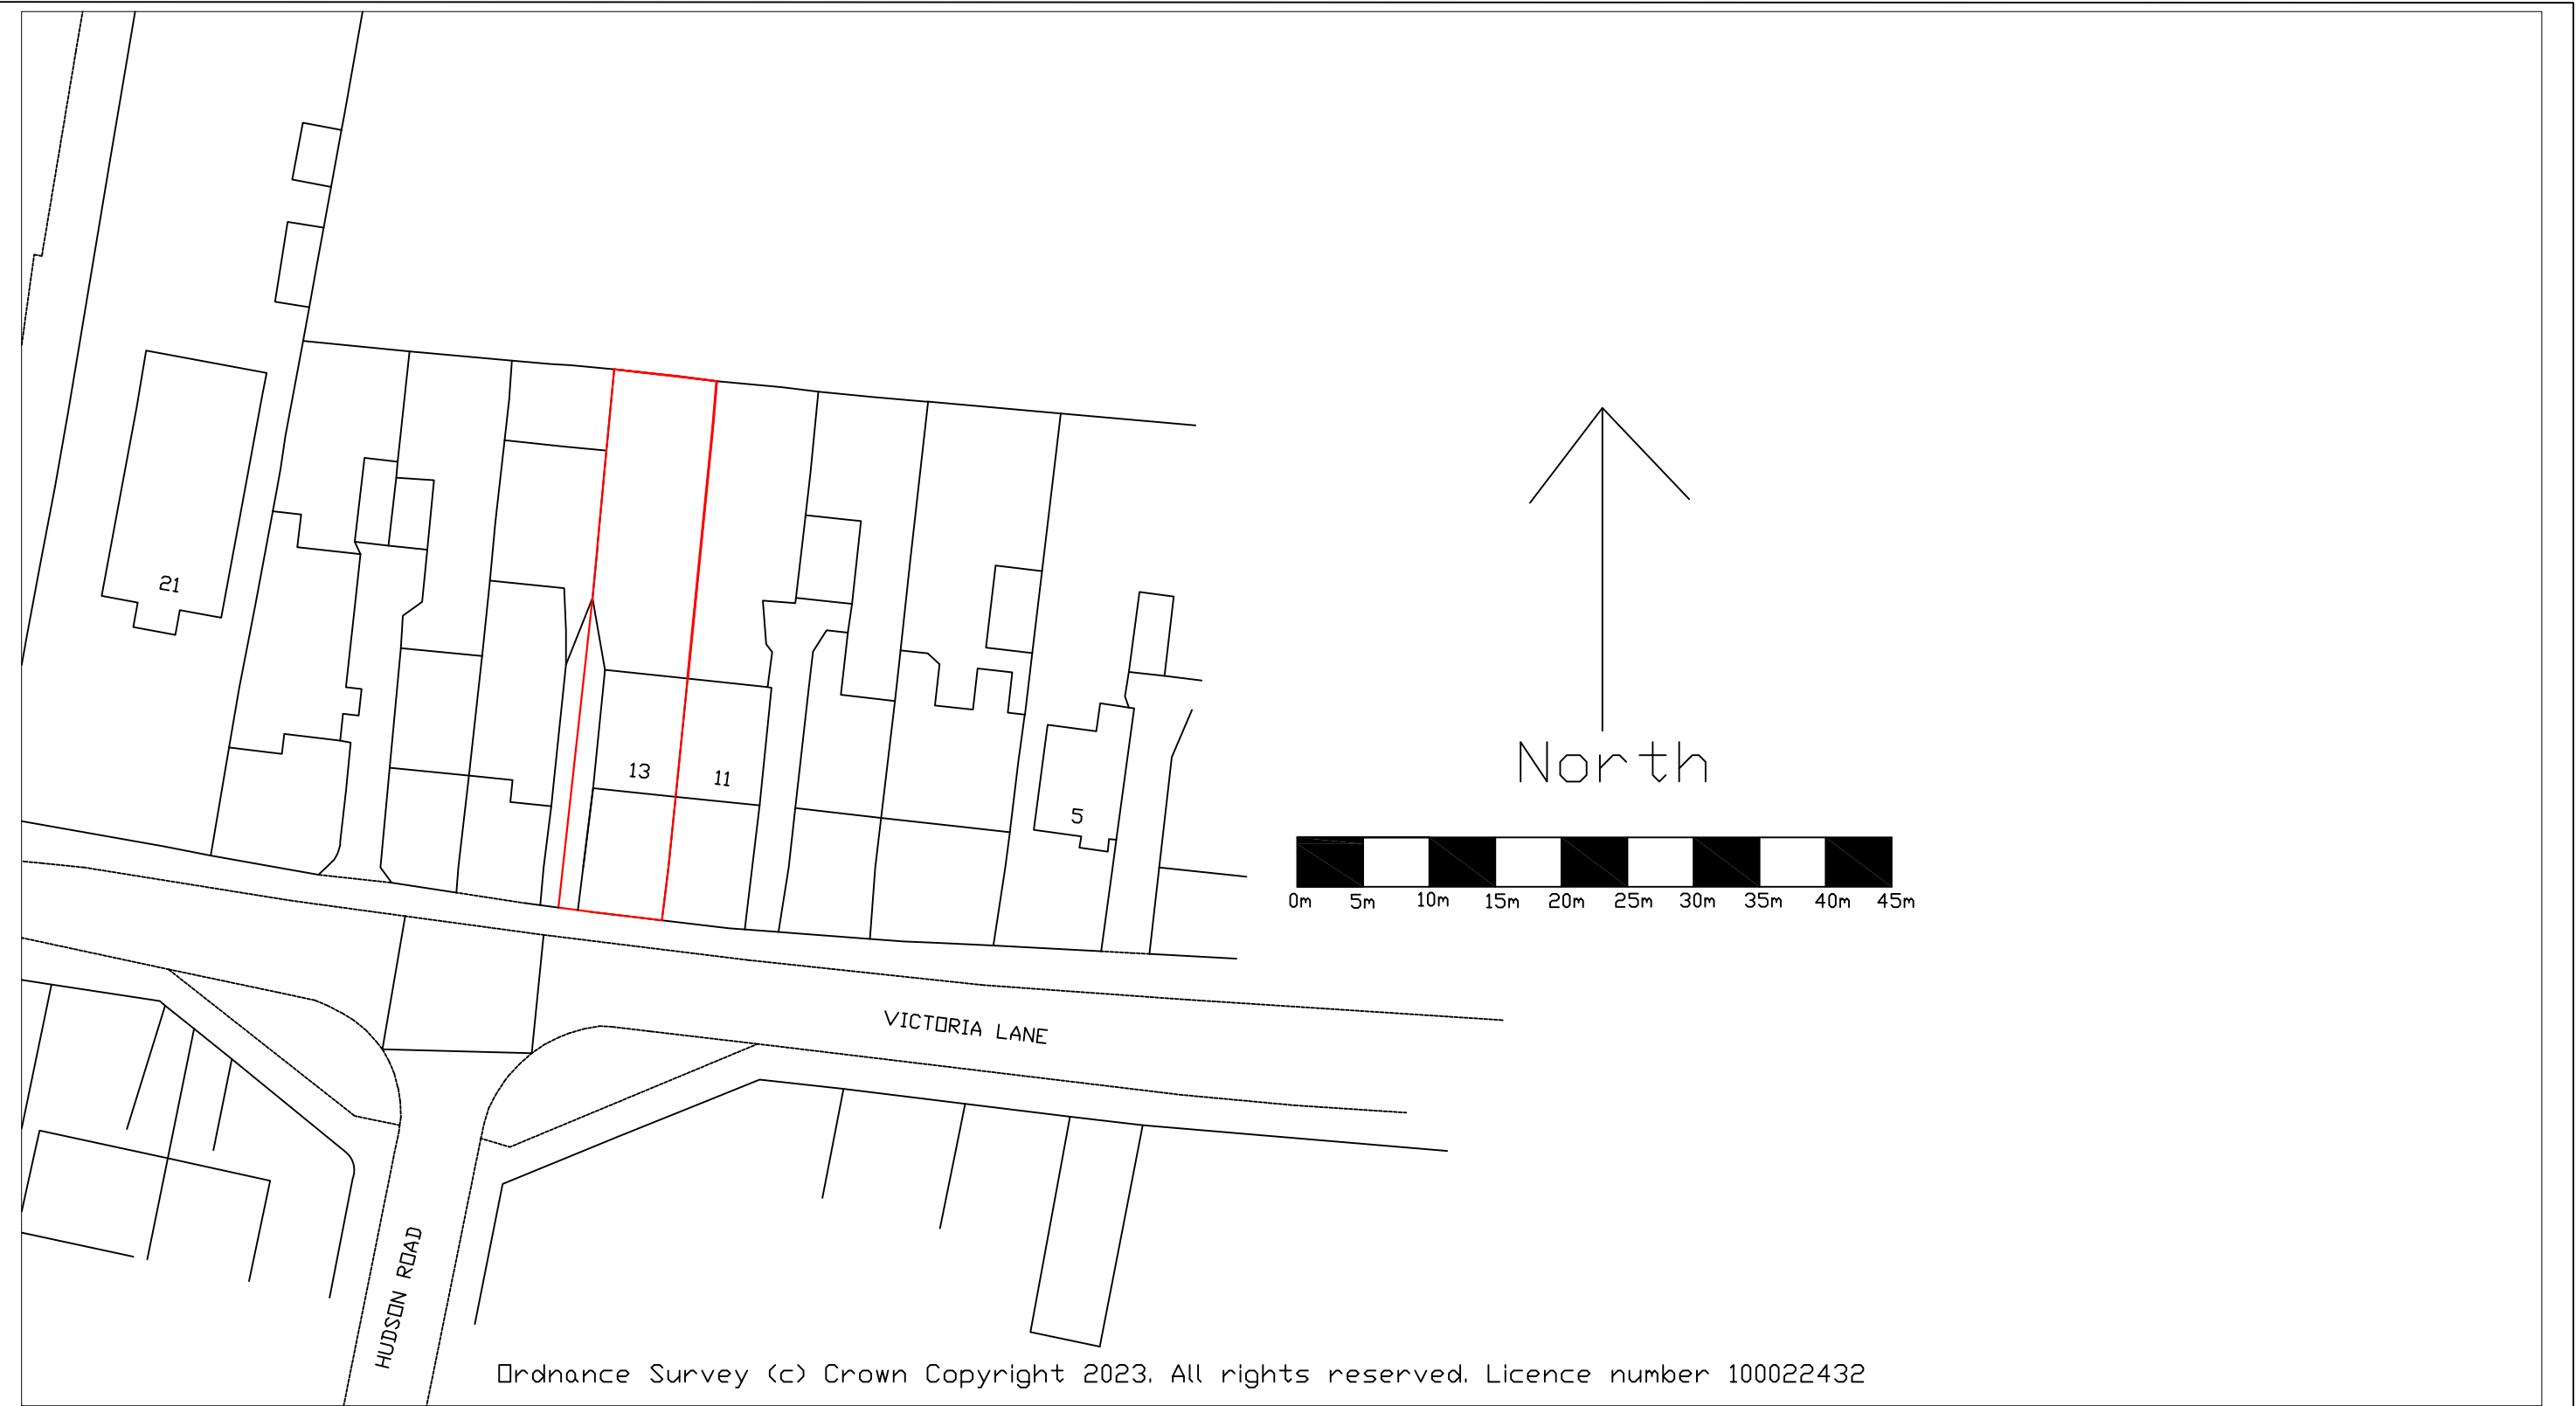 21
13
11
5
North
0m 5m 10m 15m 20m 25m 30m 35m 40m 45m
VICTORIA LANE
HUDSON ROAD
Ordnance Survey (c) Crown Copyright 2023. All rights reserved. Licence number 100022432